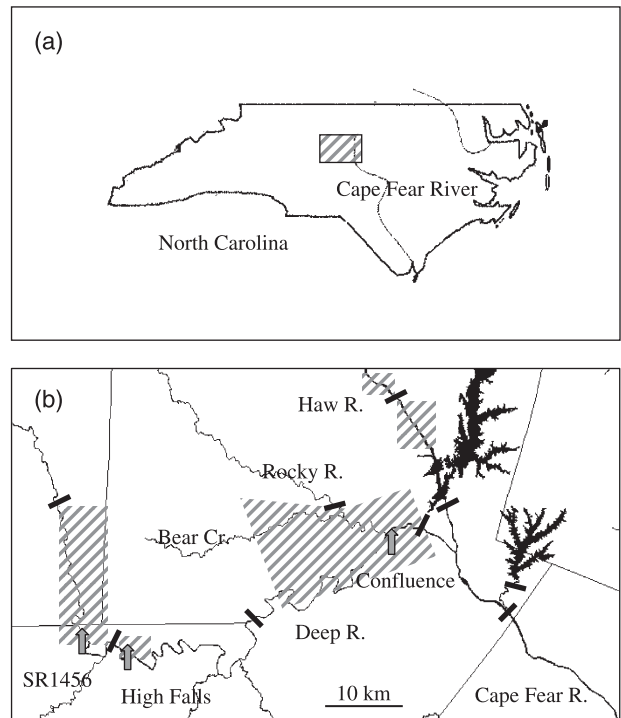 (a)
Cape Fear River
North Carolina
(b)
Haw R.
Rocky R.
Bear Cr.
Confluence
Deep R.
SR1456
High Falls
10 km
Cape Fear R.